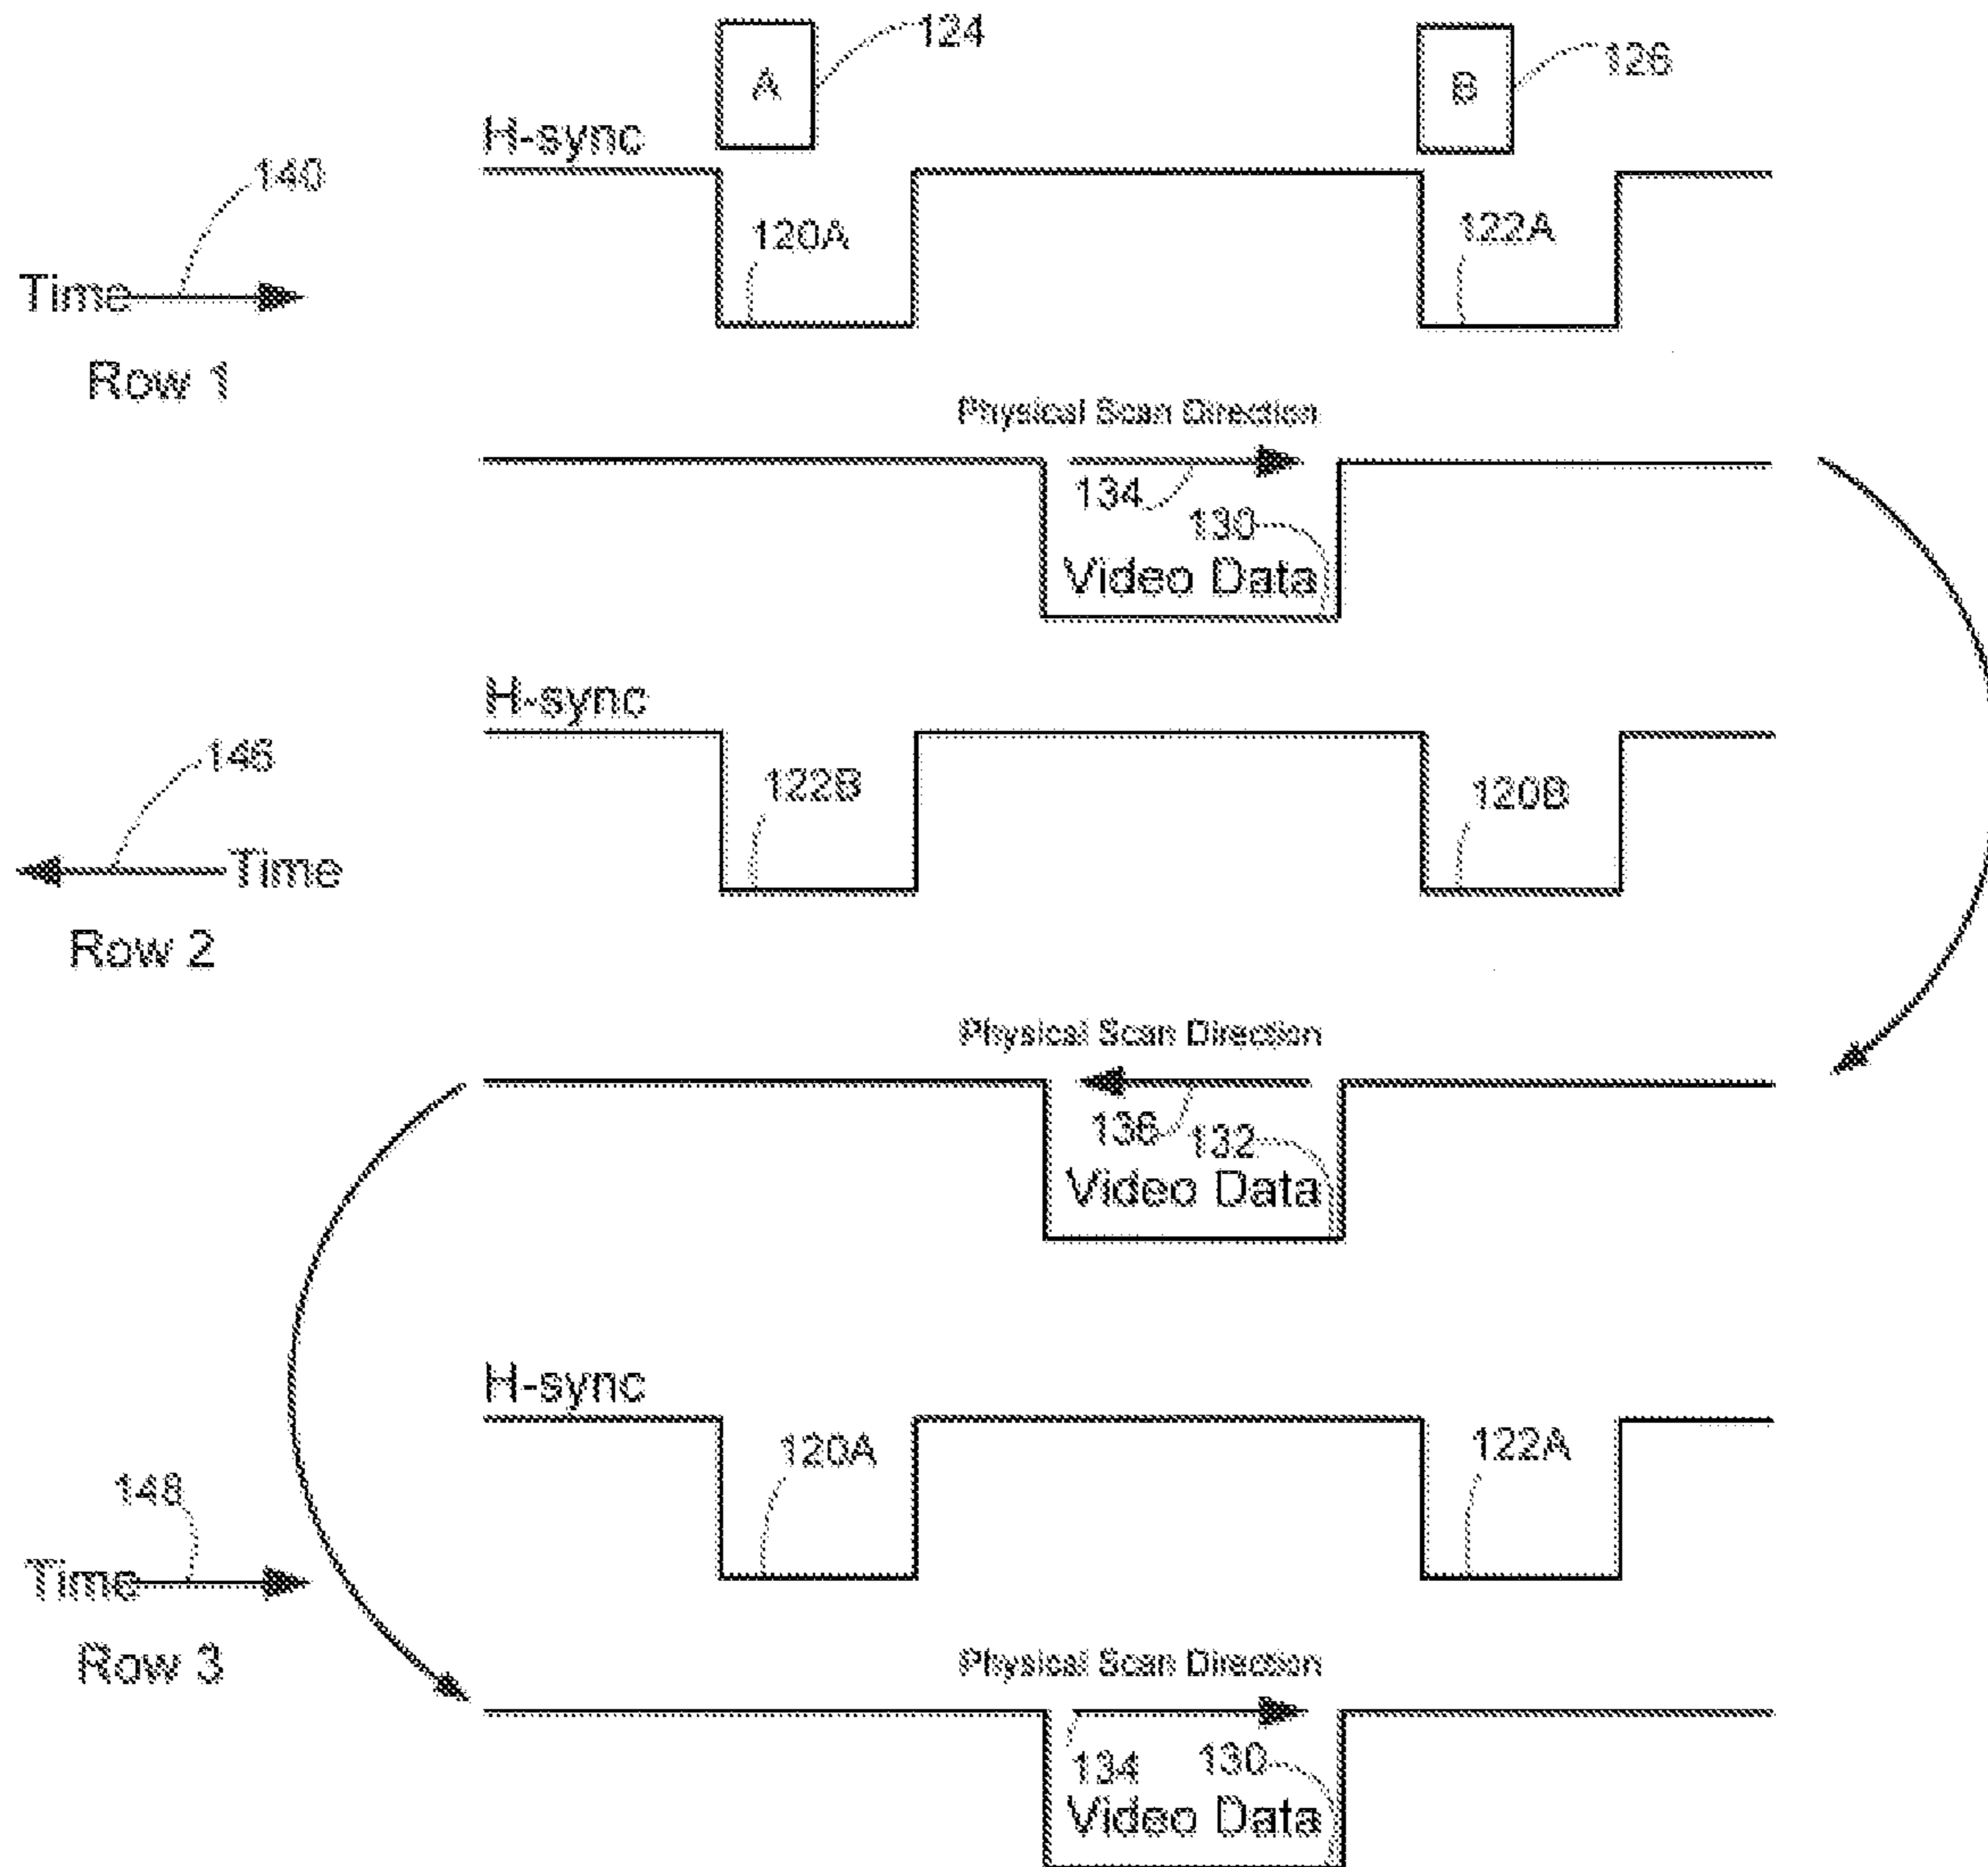 A
124
B
126
H-sync
140
120A
122A
Time
Row 1
Physical Scan Direction
134
130
Video Data
H-sync
146
122B
120B
Time
Row 2
Physical Scan Direction
136
132
Video Data
H-sync
120A
122A
148
Time
Row 3
Physical Scan Direction
134
130
Video Data